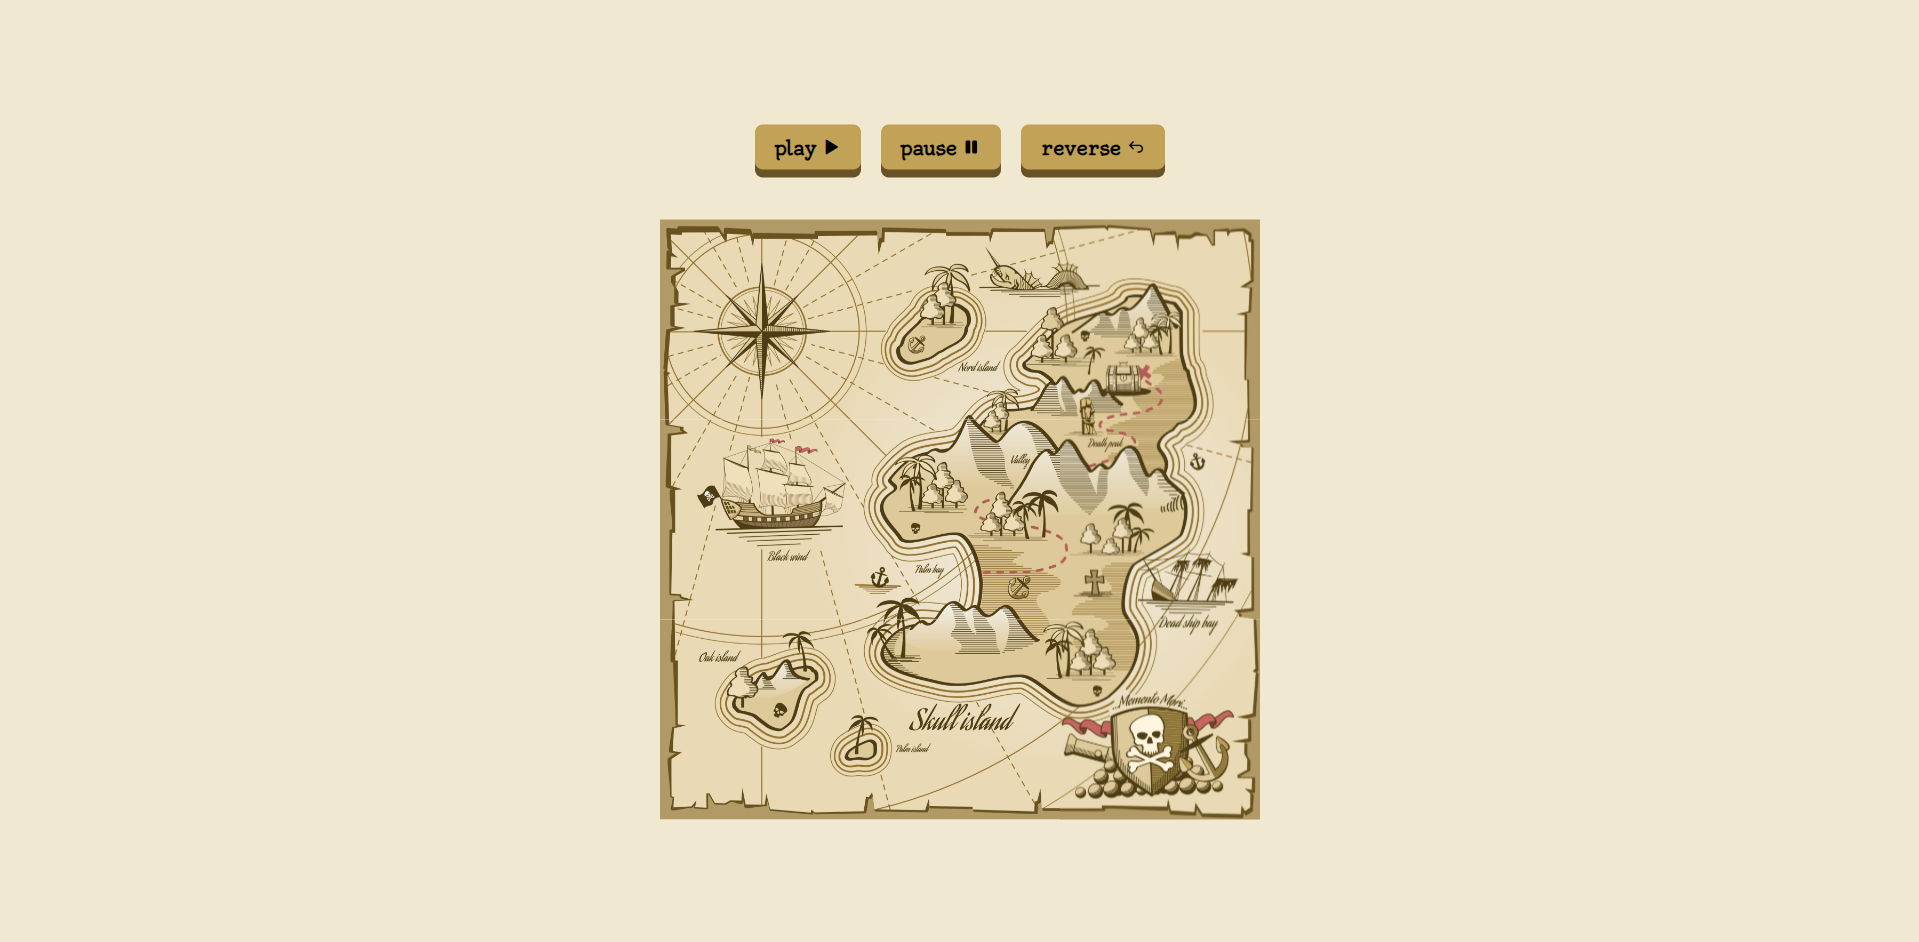 play
pause
reverse
Nord island
Death peak
Valley
Black wind
Palm bay
Dead ship bay
Oak island
Memento Mori
Skull island
Palm island